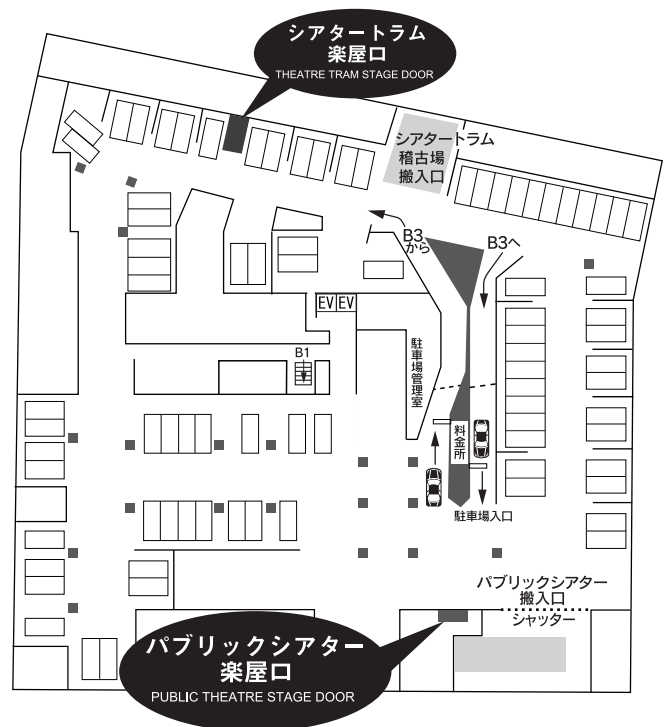 シアタートラム
楽屋口
THEATRE TRAM STAGE DOOR
シアタートラム
稽古場
搬入口
B3
から
B3へ
EV EV
B1
駐車場管理室
料金所
駐車場入口
パブリックシアター
搬入口
シャッター
パブリックシアター
楽屋口
PUBLIC THEATRE STAGE DOOR